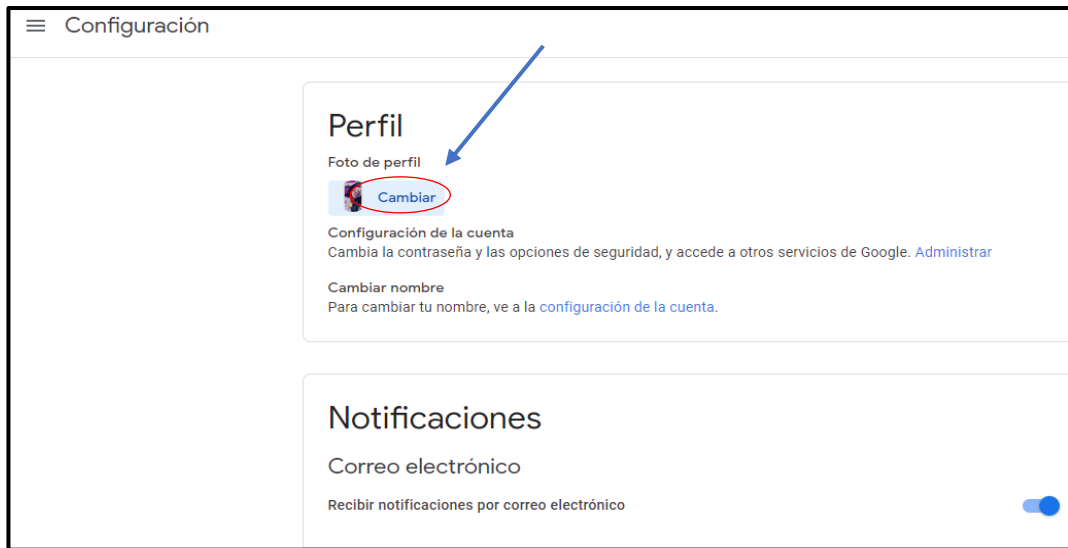 Configuración
Perfil
Foto de perfil
Cambiar
Configuración de la cuenta
Cambia la contraseña y las opciones de seguridad, y accede a otros servicios de Google. Administrar
Cambiar nombre
Para cambiar tu nombre, ve a la configuración de la cuenta.
Notificaciones
Correo electrónico
Recibir notificaciones por correo electrónico